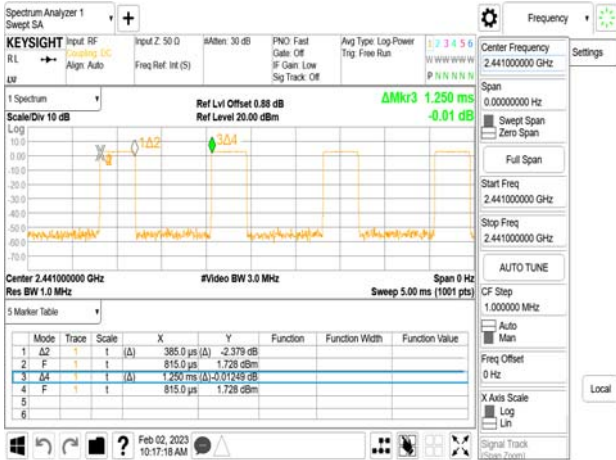 Spectrum Analyzer 1
Swept SA
Frequency
KEYSIGHT
Input: RF
Coupling: DC
Align: Auto
Input Z: 50 Ω
Freq Ref: Int (S)
#Atten: 30 dB
PNO: Fast
Gate: Off
IF Gain: Low
Sig Track: Off
Avg Type: Log-Power
Trig: Free Run
1 2 3 4 5 6
W W W W W W
P N N N N N
RL
LXI
Center Frequency
2.441000000 GHz
Settings
1 Spectrum
Scale/Div 10 dB
Ref Lvl Offset 0.88 dB
Ref Level 20.00 dBm
ΔMkr3 1.250 ms
-0.01 dB
Span
0.00000000 Hz
Swept Span
Zero Span
Full Span
Start Freq
2.441000000 GHz
Stop Freq
2.441000000 GHz
AUTO TUNE
CF Step
1.000000 MHz
Auto
Man
Freq Offset
0 Hz
X Axis Scale
Log
Lin
Signal Track
(Span Zoom)
Local
Log
10.0
0.00
-10.0
-20.0
-30.0
-40.0
-50.0
-60.0
-70.0
1Δ2
3Δ4
Center 2.441000000 GHz
Res BW 1.0 MHz
#Video BW 3.0 MHz
Span 0 Hz
Sweep 5.00 ms (1001 pts)
5 Marker Table
Mode Trace Scale X Y Function Function Width Function Value
1 Δ2 1 t (Δ) 385.0 µs (Δ) -2.379 dB
2 F 1 t 815.0 µs 1.728 dBm
3 Δ4 1 t (Δ) 1.250 ms (Δ) -0.01249 dB
4 F 1 t 815.0 µs 1.728 dBm
5
6
Feb 02, 2023
10:17:18 AM